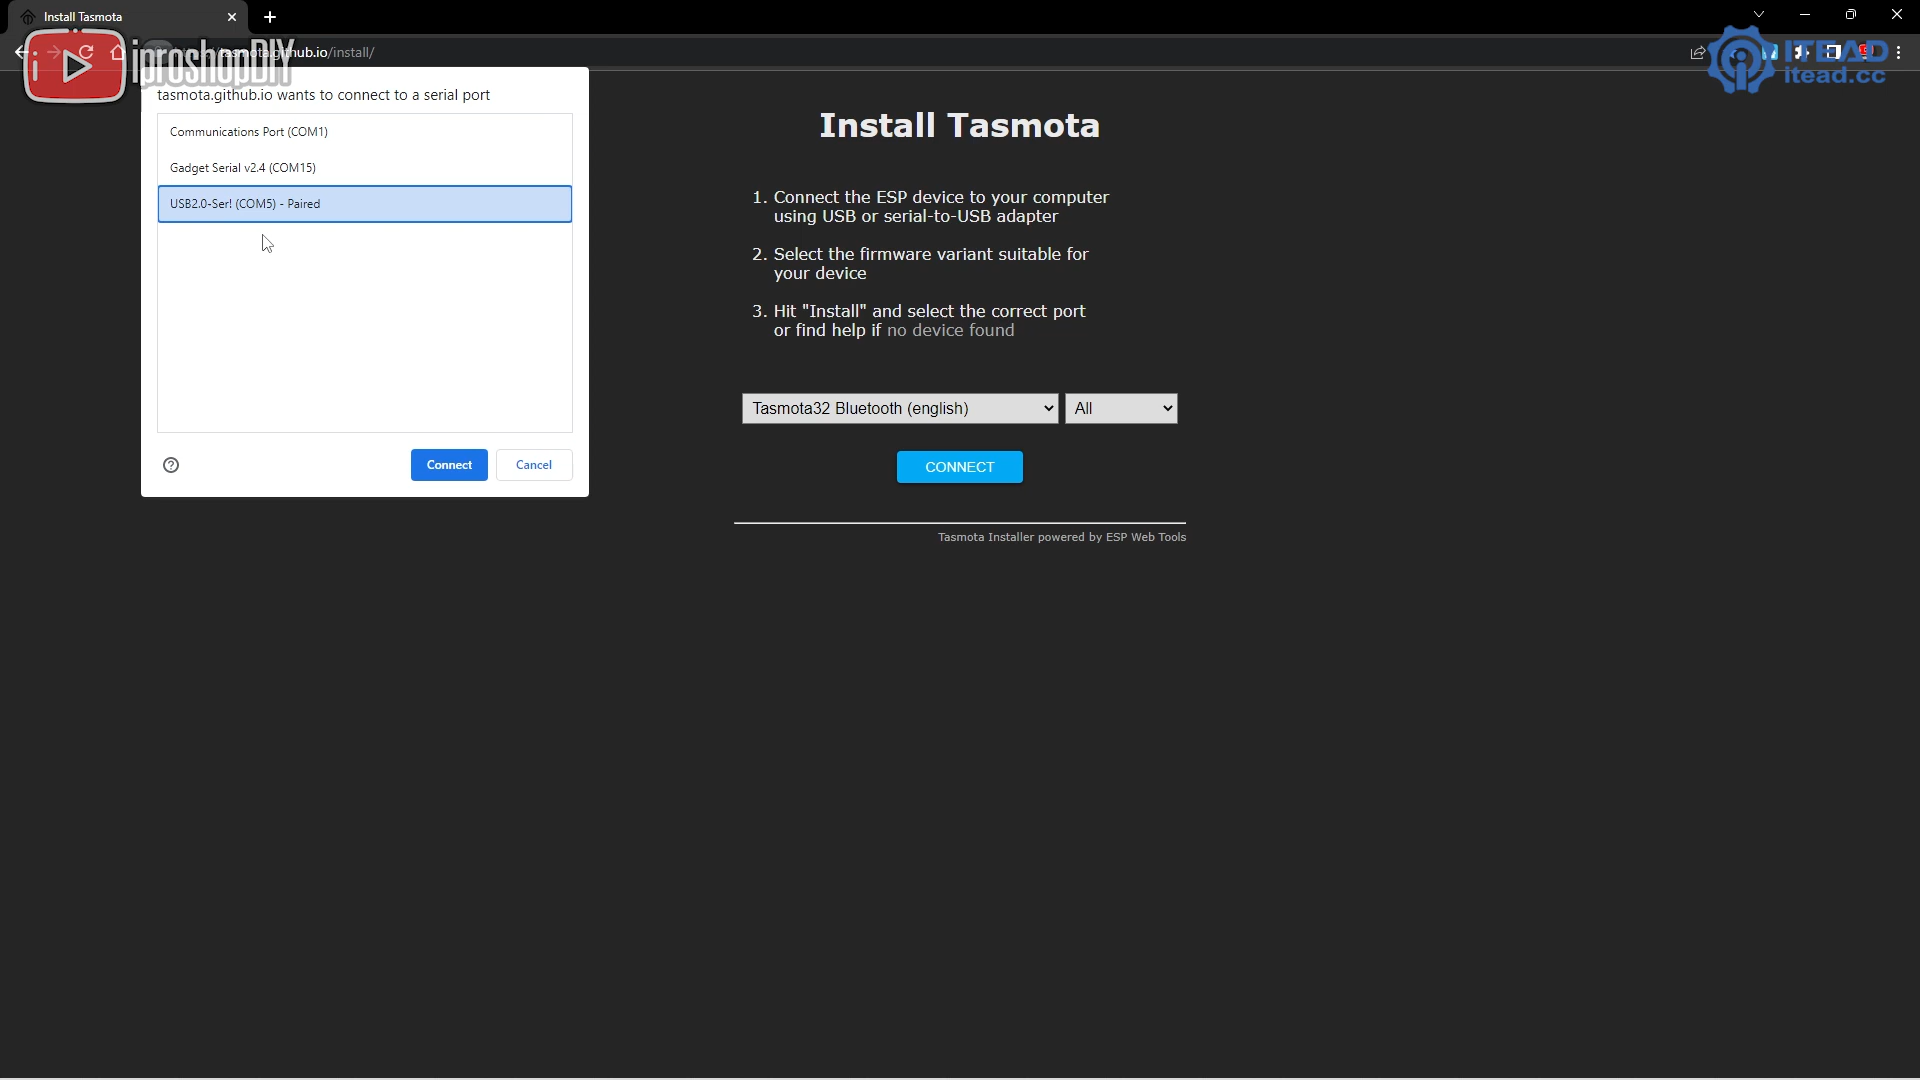 Install Tasmota
tasmota.github.io/install/
iproshopDIY
ITEAD
itead.cc
tasmota.github.io wants to connect to a serial port
Communications Port (COM1)
Gadget Serial v2.4 (COM15)
USB2.0-Ser! (COM5) - Paired
Connect
Cancel
Install Tasmota
1. Connect the ESP device to your computer
using USB or serial-to-USB adapter
2. Select the firmware variant suitable for
your device
3. Hit "Install" and select the correct port
or find help if no device found
Tasmota32 Bluetooth (english)
All
CONNECT
Tasmota Installer powered by ESP Web Tools